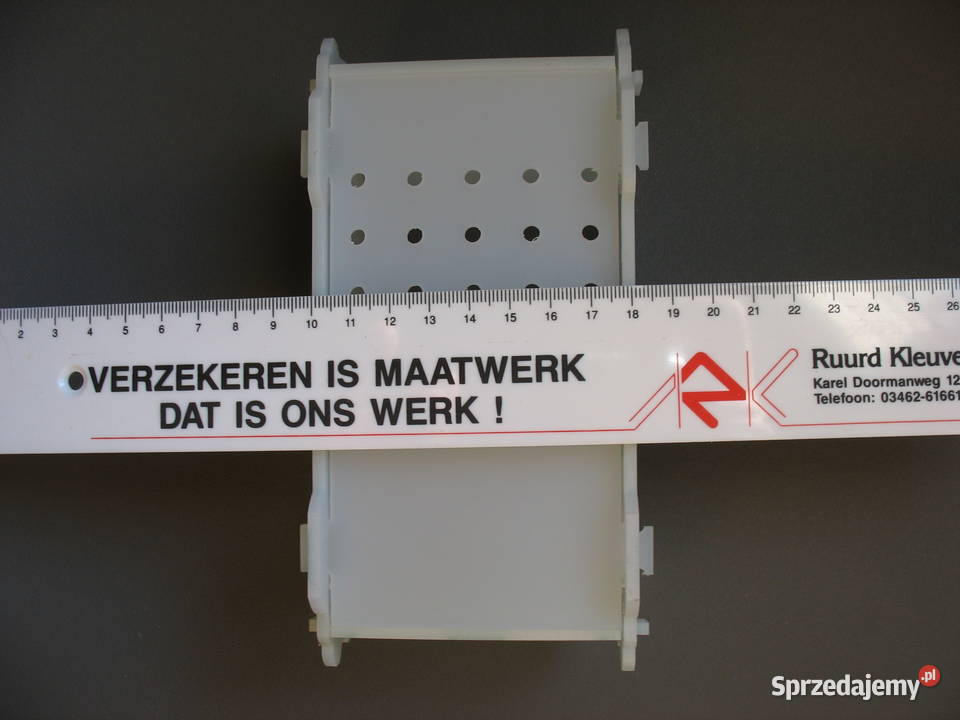 2 3 4 5 6 7 8 9 10 11 12 13 14 15 16 17 18 19 20 21 22 23 24 25 26
VERZEKEREN IS MAATWERK
DAT IS ONS WERK !
Ruurd Kleuve
Karel Doormanweg 12
Telefoon: 03462-6166
Sprzedajemy.pl